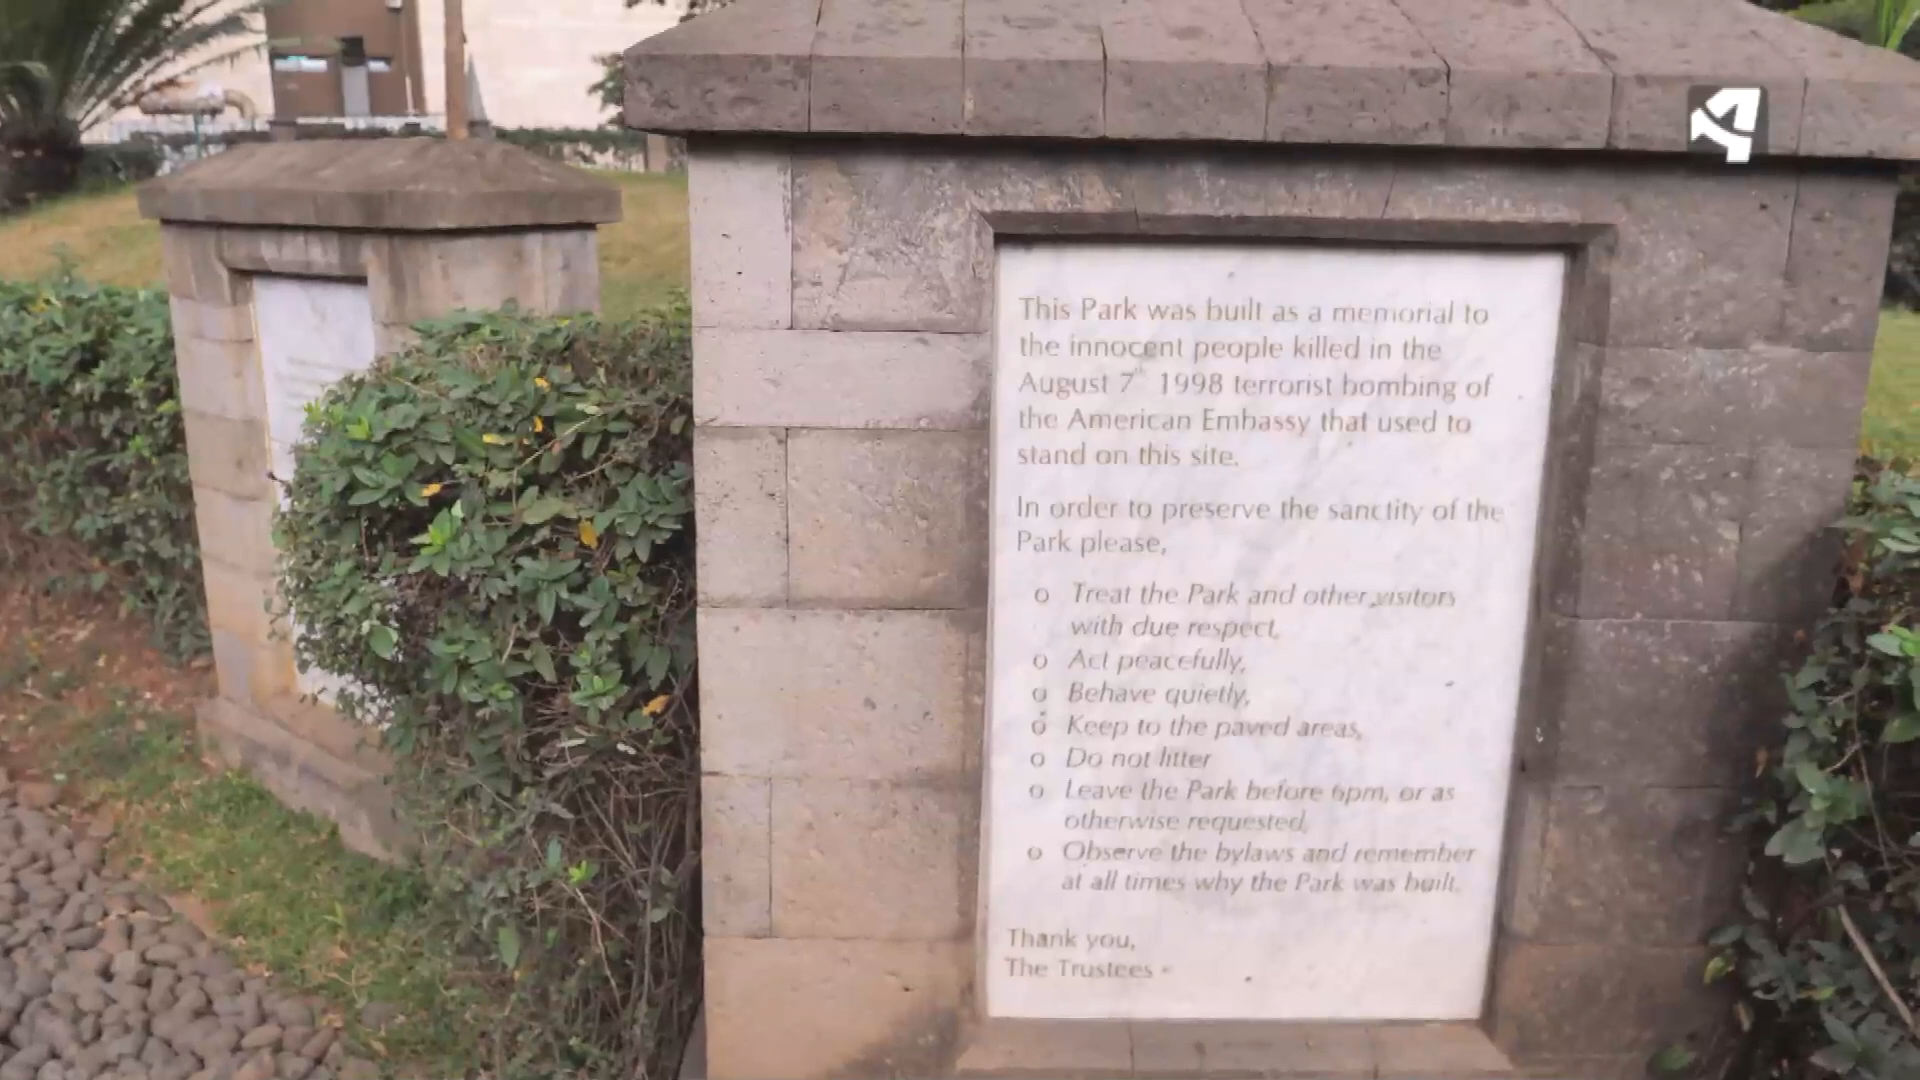 This Park was built as a memorial to
the innocent people killed in the
August 7th 1998 terrorist bombing of
the American Embassy that used to
stand on this site.
In order to preserve the sanctity of the
Park please,
o Treat the Park and other visitors
with due respect,
o Act peacefully,
o Behave quietly,
o Keep to the paved areas,
o Do not litter
o Leave the Park before 6pm, or as
otherwise requested,
o Observe the bylaws and remember
at all times why the Park was built.
Thank you,
The Trustees -